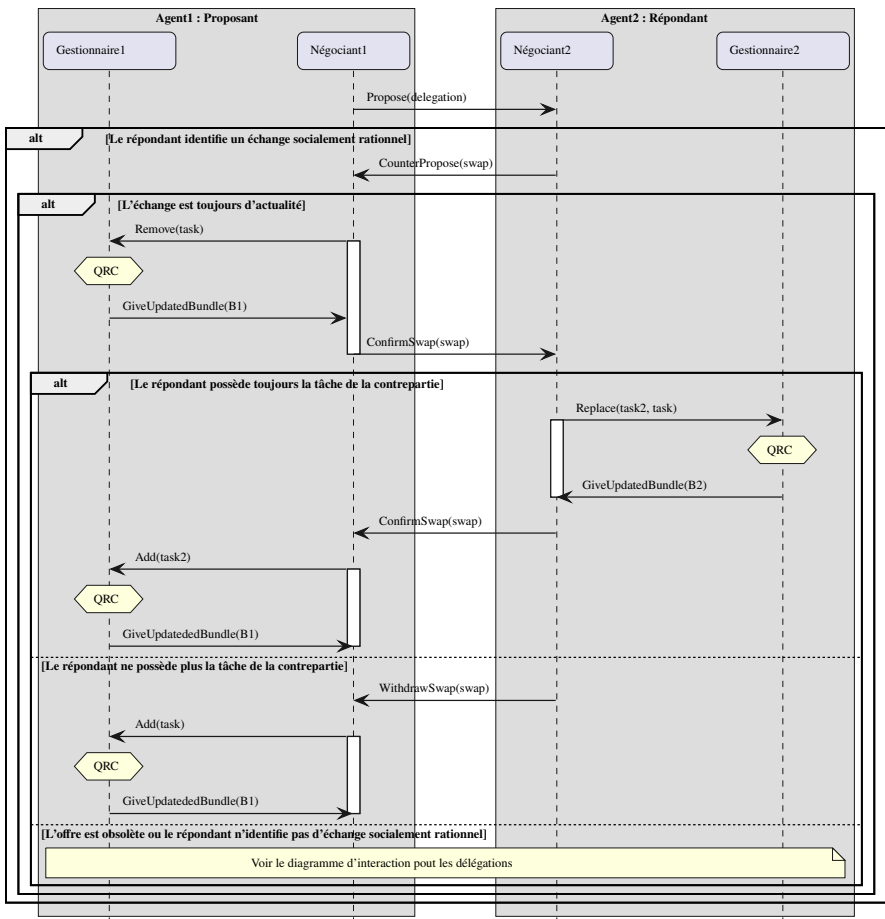 Agent1 : Proposant
Agent2 : Répondant
Gestionnaire1
Négociant1
Négociant2
Gestionnaire2
Propose(delegation)
alt
[Le répondant identifie un échange socialement rationnel]
CounterPropose(swap)
alt
[L'échange est toujours d'actualité]
Remove(task)
QRC
GiveUpdatedBundle(B1)
ConfirmSwap(swap)
alt
[Le répondant possède toujours la tâche de la contrepartie]
Replace(task2, task)
QRC
GiveUpdatedBundle(B2)
ConfirmSwap(swap)
Add(task2)
QRC
GiveUpdatededBundle(B1)
[Le répondant ne possède plus la tâche de la contrepartie]
WithdrawSwap(swap)
Add(task)
QRC
GiveUpdatededBundle(B1)
[L'offre est obsolète ou le répondant n'identifie pas d'échange socialement rationnel]
Voir le diagramme d'interaction pout les délégations